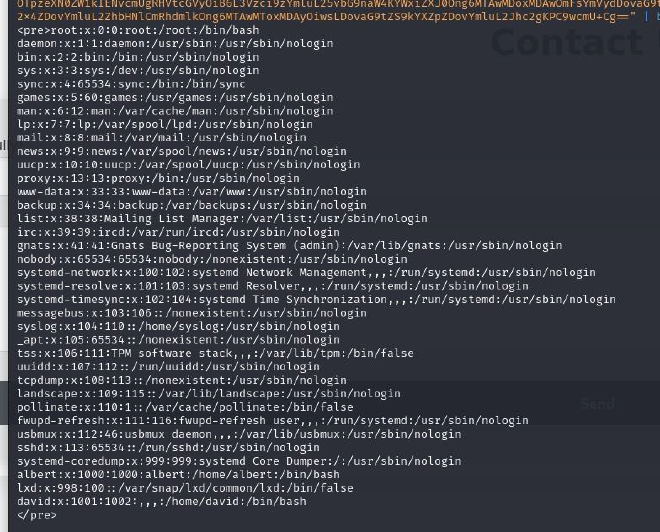 Contact
<pre>root:x:0:0:root:/root:/bin/bash
daemon:x:1:1:daemon:/usr/sbin:/usr/sbin/nologin
bin:x:2:2:bin:/bin:/usr/sbin/nologin
sys:x:3:3:sys:/dev:/usr/sbin/nologin
sync:x:4:65534:sync:/bin:/bin/sync
games:x:5:60:games:/usr/games:/usr/sbin/nologin
man:x:6:12:man:/var/cache/man:/usr/sbin/nologin
lp:x:7:7:lp:/var/spool/lpd:/usr/sbin/nologin
mail:x:8:8:mail:/var/mail:/usr/sbin/nologin
news:x:9:9:news:/var/spool/news:/usr/sbin/nologin
uucp:x:10:10:uucp:/var/spool/uucp:/usr/sbin/nologin
proxy:x:13:13:proxy:/bin:/usr/sbin/nologin
www-data:x:33:33:www-data:/var/www:/usr/sbin/nologin
backup:x:34:34:backup:/var/backups:/usr/sbin/nologin
list:x:38:38:Mailing List Manager:/var/list:/usr/sbin/nologin
irc:x:39:39:ircd:/var/run/ircd:/usr/sbin/nologin
gnats:x:41:41:Gnats Bug-Reporting System (admin):/var/lib/gnats:/usr/sbin/nologin
nobody:x:65534:65534:nobody:/nonexistent:/usr/sbin/nologin
systemd-network:x:100:102:systemd Network Management,,,:/run/systemd:/usr/sbin/nologin
systemd-resolve:x:101:103:systemd Resolver,,,:/run/systemd:/usr/sbin/nologin
systemd-timesync:x:102:104:systemd Time Synchronization,,,:/run/systemd:/usr/sbin/nologin
messagebus:x:103:106::/nonexistent:/usr/sbin/nologin
syslog:x:104:110::/home/syslog:/usr/sbin/nologin
_apt:x:105:65534::/nonexistent:/usr/sbin/nologin
tss:x:106:111:TPM software stack,,,:/var/lib/tpm:/bin/false
uuidd:x:107:112::/run/uuidd:/usr/sbin/nologin
tcpdump:x:108:113::/nonexistent:/usr/sbin/nologin
landscape:x:109:115::/var/lib/landscape:/usr/sbin/nologin
pollinate:x:110:1::/var/cache/pollinate:/bin/false
Send
fwupd-refresh:x:111:116:fwupd-refresh user,,,:/run/systemd:/usr/sbin/nologin
usbmux:x:112:46:usbmux daemon,,,:/var/lib/usbmux:/usr/sbin/nologin
sshd:x:113:65534::/run/sshd:/usr/sbin/nologin
systemd-coredump:x:999:999:systemd Core Dumper:/:/usr/sbin/nologin
albert:x:1000:1000:albert:/home/albert:/bin/bash
lxd:x:998:100::/var/snap/lxd/common/lxd:/bin/false
david:x:1001:1002:,,,:/home/david:/bin/bash
</pre>